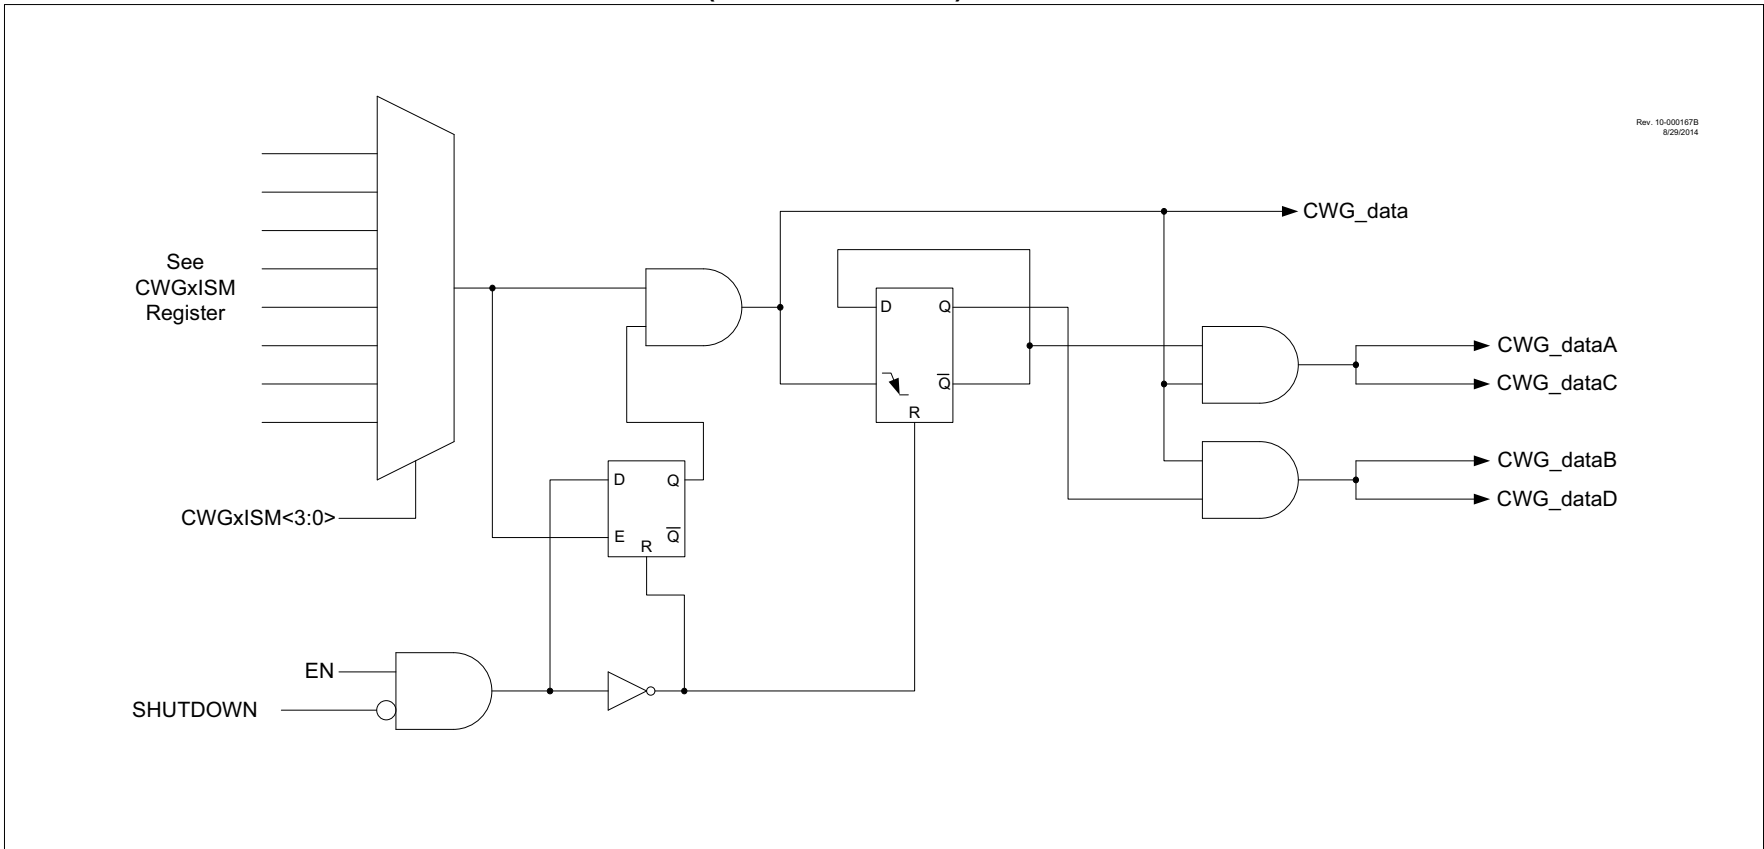 Rev. 10-000167B
8/29/2014
See
CWGxISM
Register
CWGxISM<3:0>
EN
SHUTDOWN
D
Q
E
R
Q
D
Q
Q
R
CWG_data
CWG_dataA
CWG_dataC
CWG_dataB
CWG_dataD